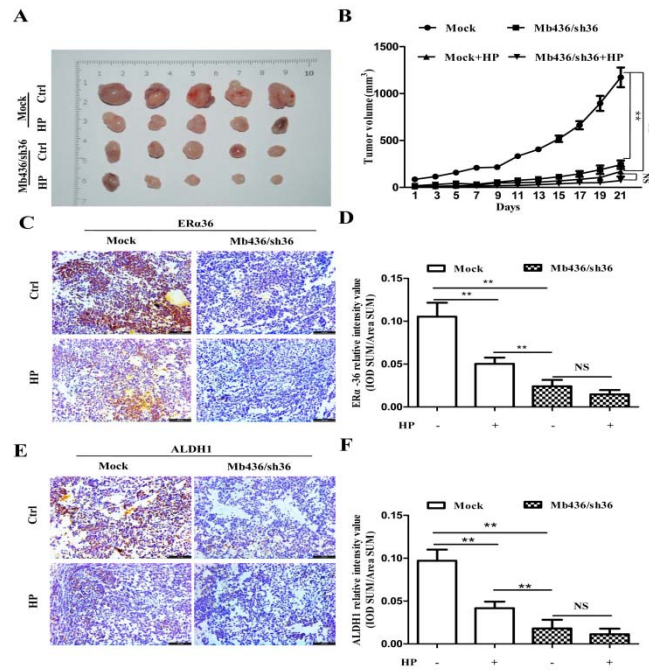 A
1 2 3 4 5 6 7 8 9 10
Mock
Ctrl
HP
Mb436/sh36
Ctrl
HP
B
Mock
Mb436/sh36
Mock+HP
Mb436/sh36+HP
Tumor volume(mm³)
1500
1000
500
0
1 3 5 7 9 11 13 15 17 19 21
Days
**
NS
C
ERα36
Mock Mb436/sh36
Ctrl
HP
D
Mock Mb436/sh36
ERα -36 relative intensity value
(IOD SUM/Area SUM)
0.15
0.10
0.05
0.00
**
**
**
NS
HP - + - +
E
ALDH1
Mock Mb436/sh36
Ctrl
HP
F
Mock Mb436/sh36
ALDH1 relative intensity value
(IOD SUM/Area SUM)
0.15
0.10
0.05
0.00
**
**
**
NS
HP - + - +